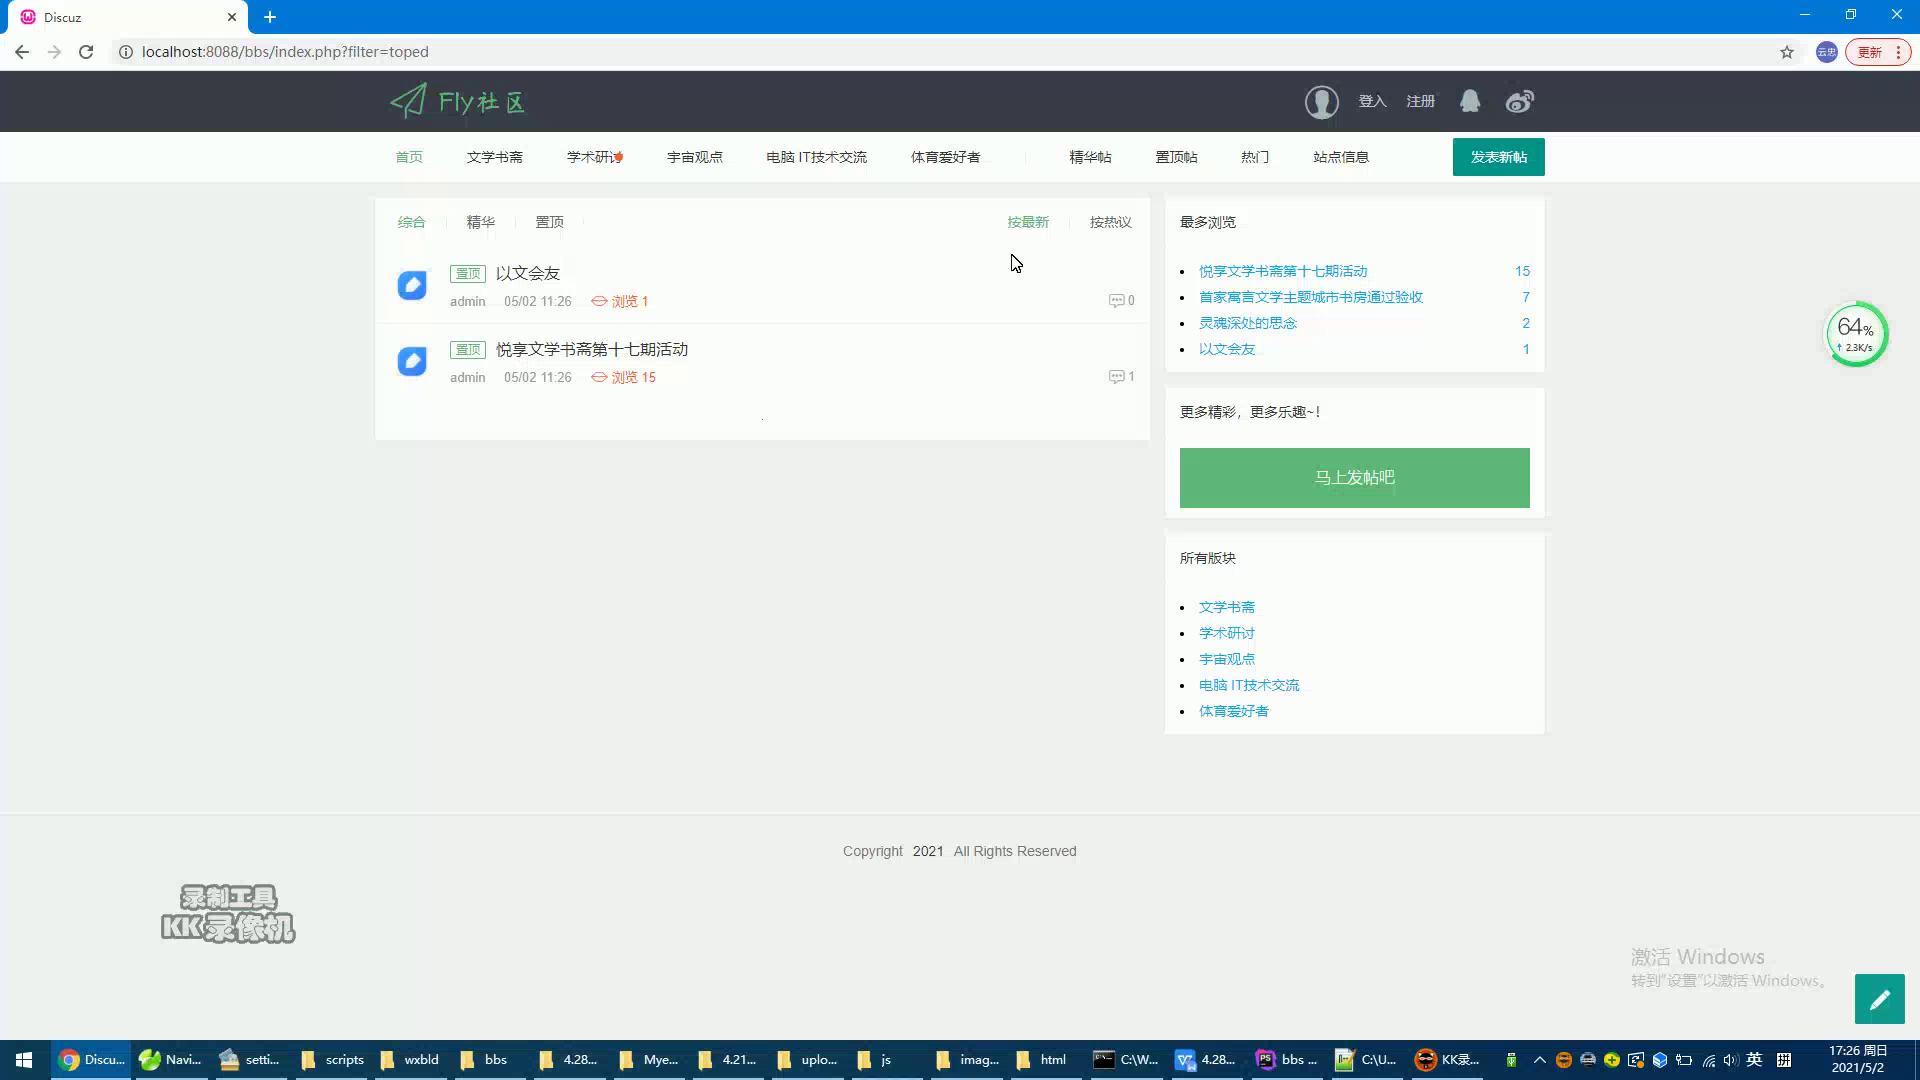 Discuz
localhost:8088/bbs/index.php?filter=toped
云忠
更新
Fly社区
登入
注册
首页
文学书斋
学术研讨
宇宙观点
电脑 IT技术交流
体育爱好者
精华帖
置顶帖
热门
站点信息
发表新帖
综合
精华
置顶
按最新
按热议
置顶 以文会友
admin 05/02 11:26 浏览 1
0
置顶 悦享文学书斋第十七期活动
admin 05/02 11:26 浏览 15
1
最多浏览
悦享文学书斋第十七期活动 15
首家寓言文学主题城市书房通过验收 7
灵魂深处的思念 2
以文会友 1
更多精彩，更多乐趣~！
马上发帖吧
所有版块
文学书斋
学术研讨
宇宙观点
电脑 IT技术交流
体育爱好者
64%
2.3K/s
Copyright 2021 All Rights Reserved
录制工具
KK录像机
激活 Windows
转到"设置"以激活 Windows。
Discu...
Navi...
setti...
scripts
wxbld
bbs
4.28...
Mye...
4.21...
uplo...
js
imag...
html
C:\W...
4.28...
bbs ...
C:\U...
KK录...
英
拼
17:26 周日
2021/5/2